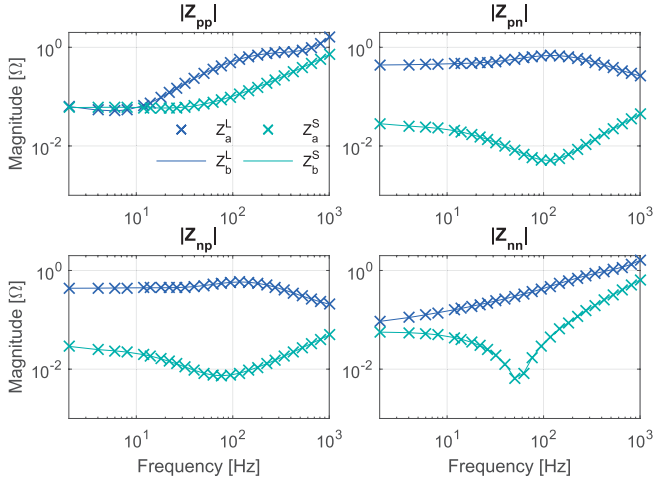 |Z_pp|
|Z_pn|
Magnitude [Ω]
10^0
10^-2
Z_a^L
Z_a^S
Z_b^L
Z_b^S
10^1
10^2
10^3
10^0
10^-2
10^1
10^2
10^3
|Z_np|
|Z_nn|
Magnitude [Ω]
10^0
10^-2
10^1
10^2
10^3
Frequency [Hz]
10^0
10^-2
10^1
10^2
10^3
Frequency [Hz]